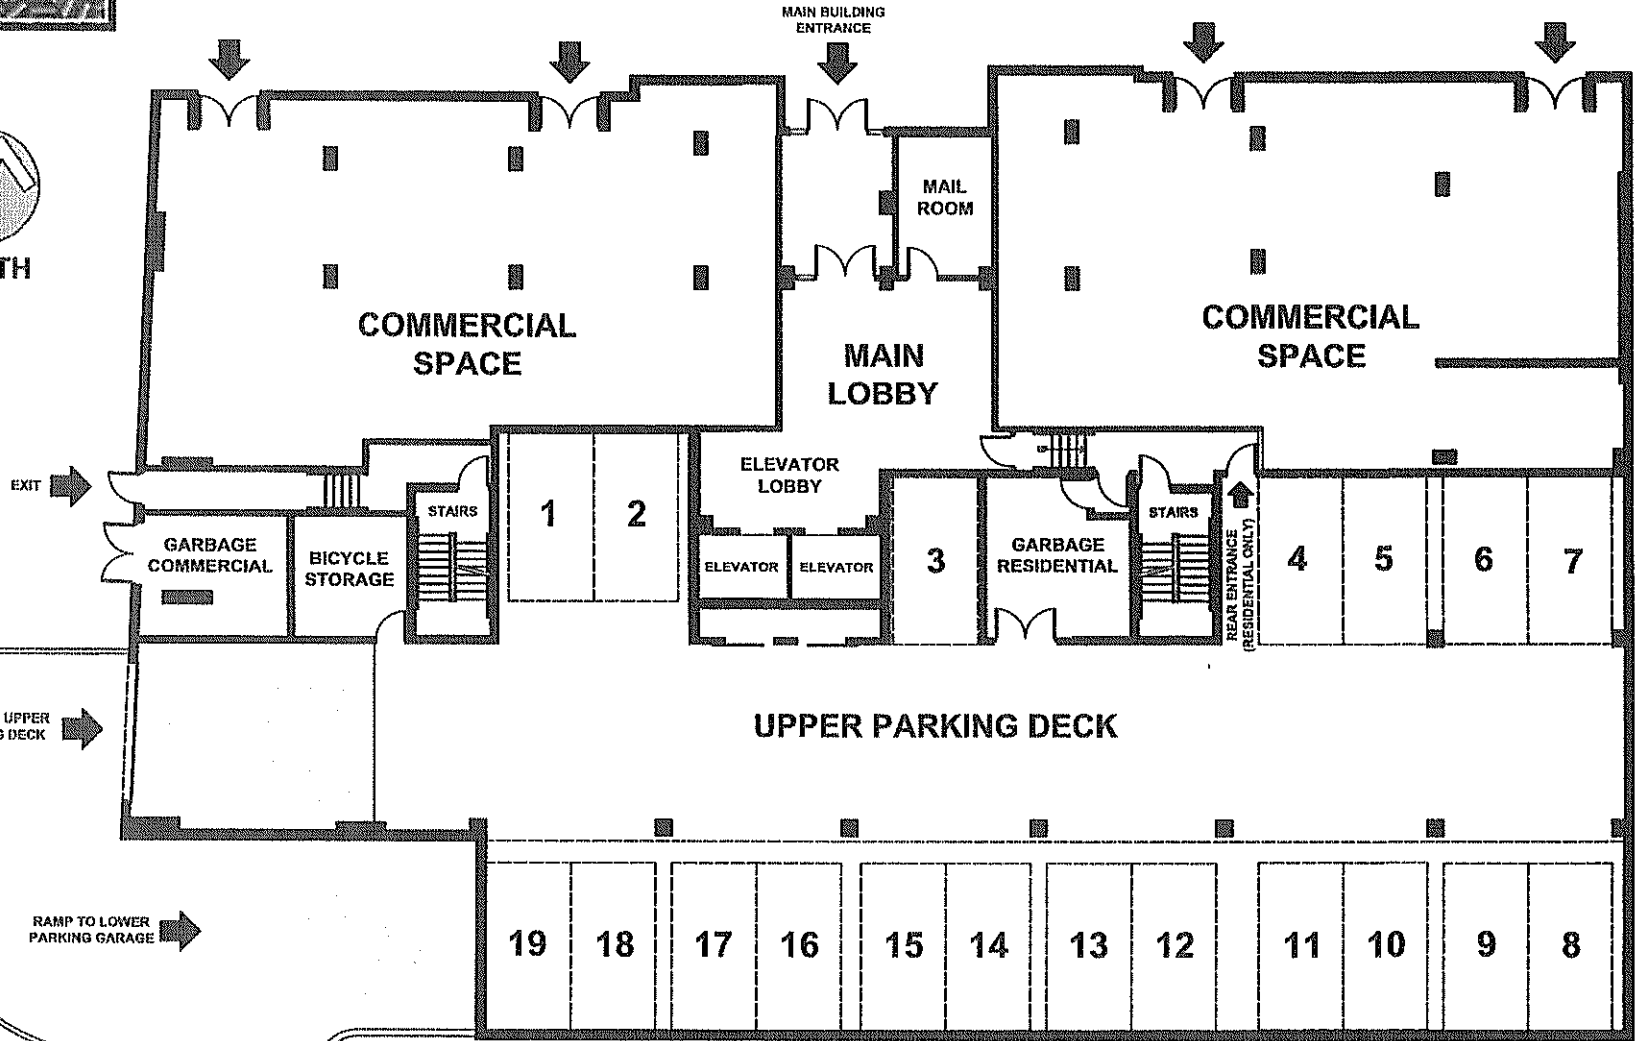 MAIN BUILDING
ENTRANCE
TH
MAIL
ROOM
COMMERCIAL
SPACE
MAIN
LOBBY
COMMERCIAL
SPACE
EXIT
ELEVATOR
LOBBY
STAIRS
1
2
GARBAGE
COMMERCIAL
BICYCLE
STORAGE
ELEVATOR
ELEVATOR
3
GARBAGE
RESIDENTIAL
STAIRS
REAR ENTRANCE
(RESIDENTIAL ONLY)
4
5
6
7
UPPER
G DECK
UPPER PARKING DECK
RAMP TO LOWER
PARKING GARAGE
19
18
17
16
15
14
13
12
11
10
9
8